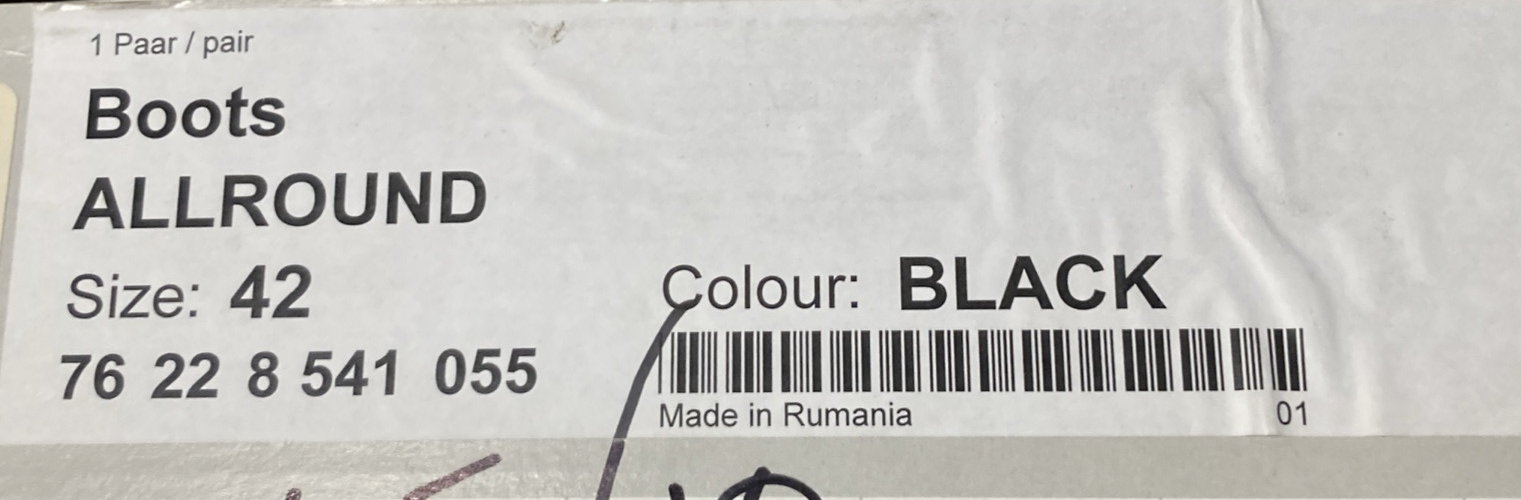 1 Paar / pair
Boots
ALLROUND
Size: 42
Colour: BLACK
76 22 8 541 055
Made in Rumania
01